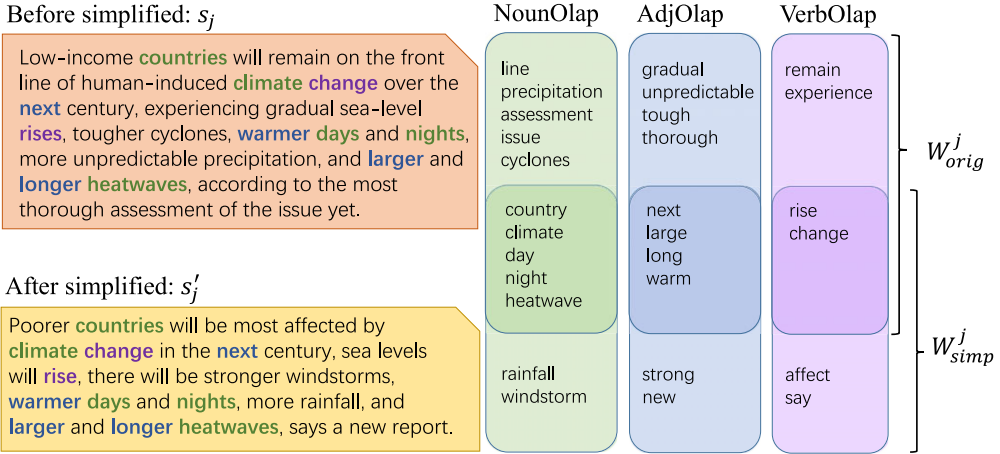 Before simplified: s_j
Low-income countries will remain on the front
line of human-induced climate change over the
next century, experiencing gradual sea-level
rises, tougher cyclones, warmer days and nights,
more unpredictable precipitation, and larger and
longer heatwaves, according to the most
thorough assessment of the issue yet.
After simplified: s'_j
Poorer countries will be most affected by
climate change in the next century, sea levels
will rise, there will be stronger windstorms,
warmer days and nights, more rainfall, and
larger and longer heatwaves, says a new report.
NounOlap
line
precipitation
assessment
issue
cyclones
country
climate
day
night
heatwave
rainfall
windstorm
AdjOlap
gradual
unpredictable
tough
thorough
next
large
long
warm
strong
new
VerbOlap
remain
experience
rise
change
affect
say
W^j_orig
W^j_simp